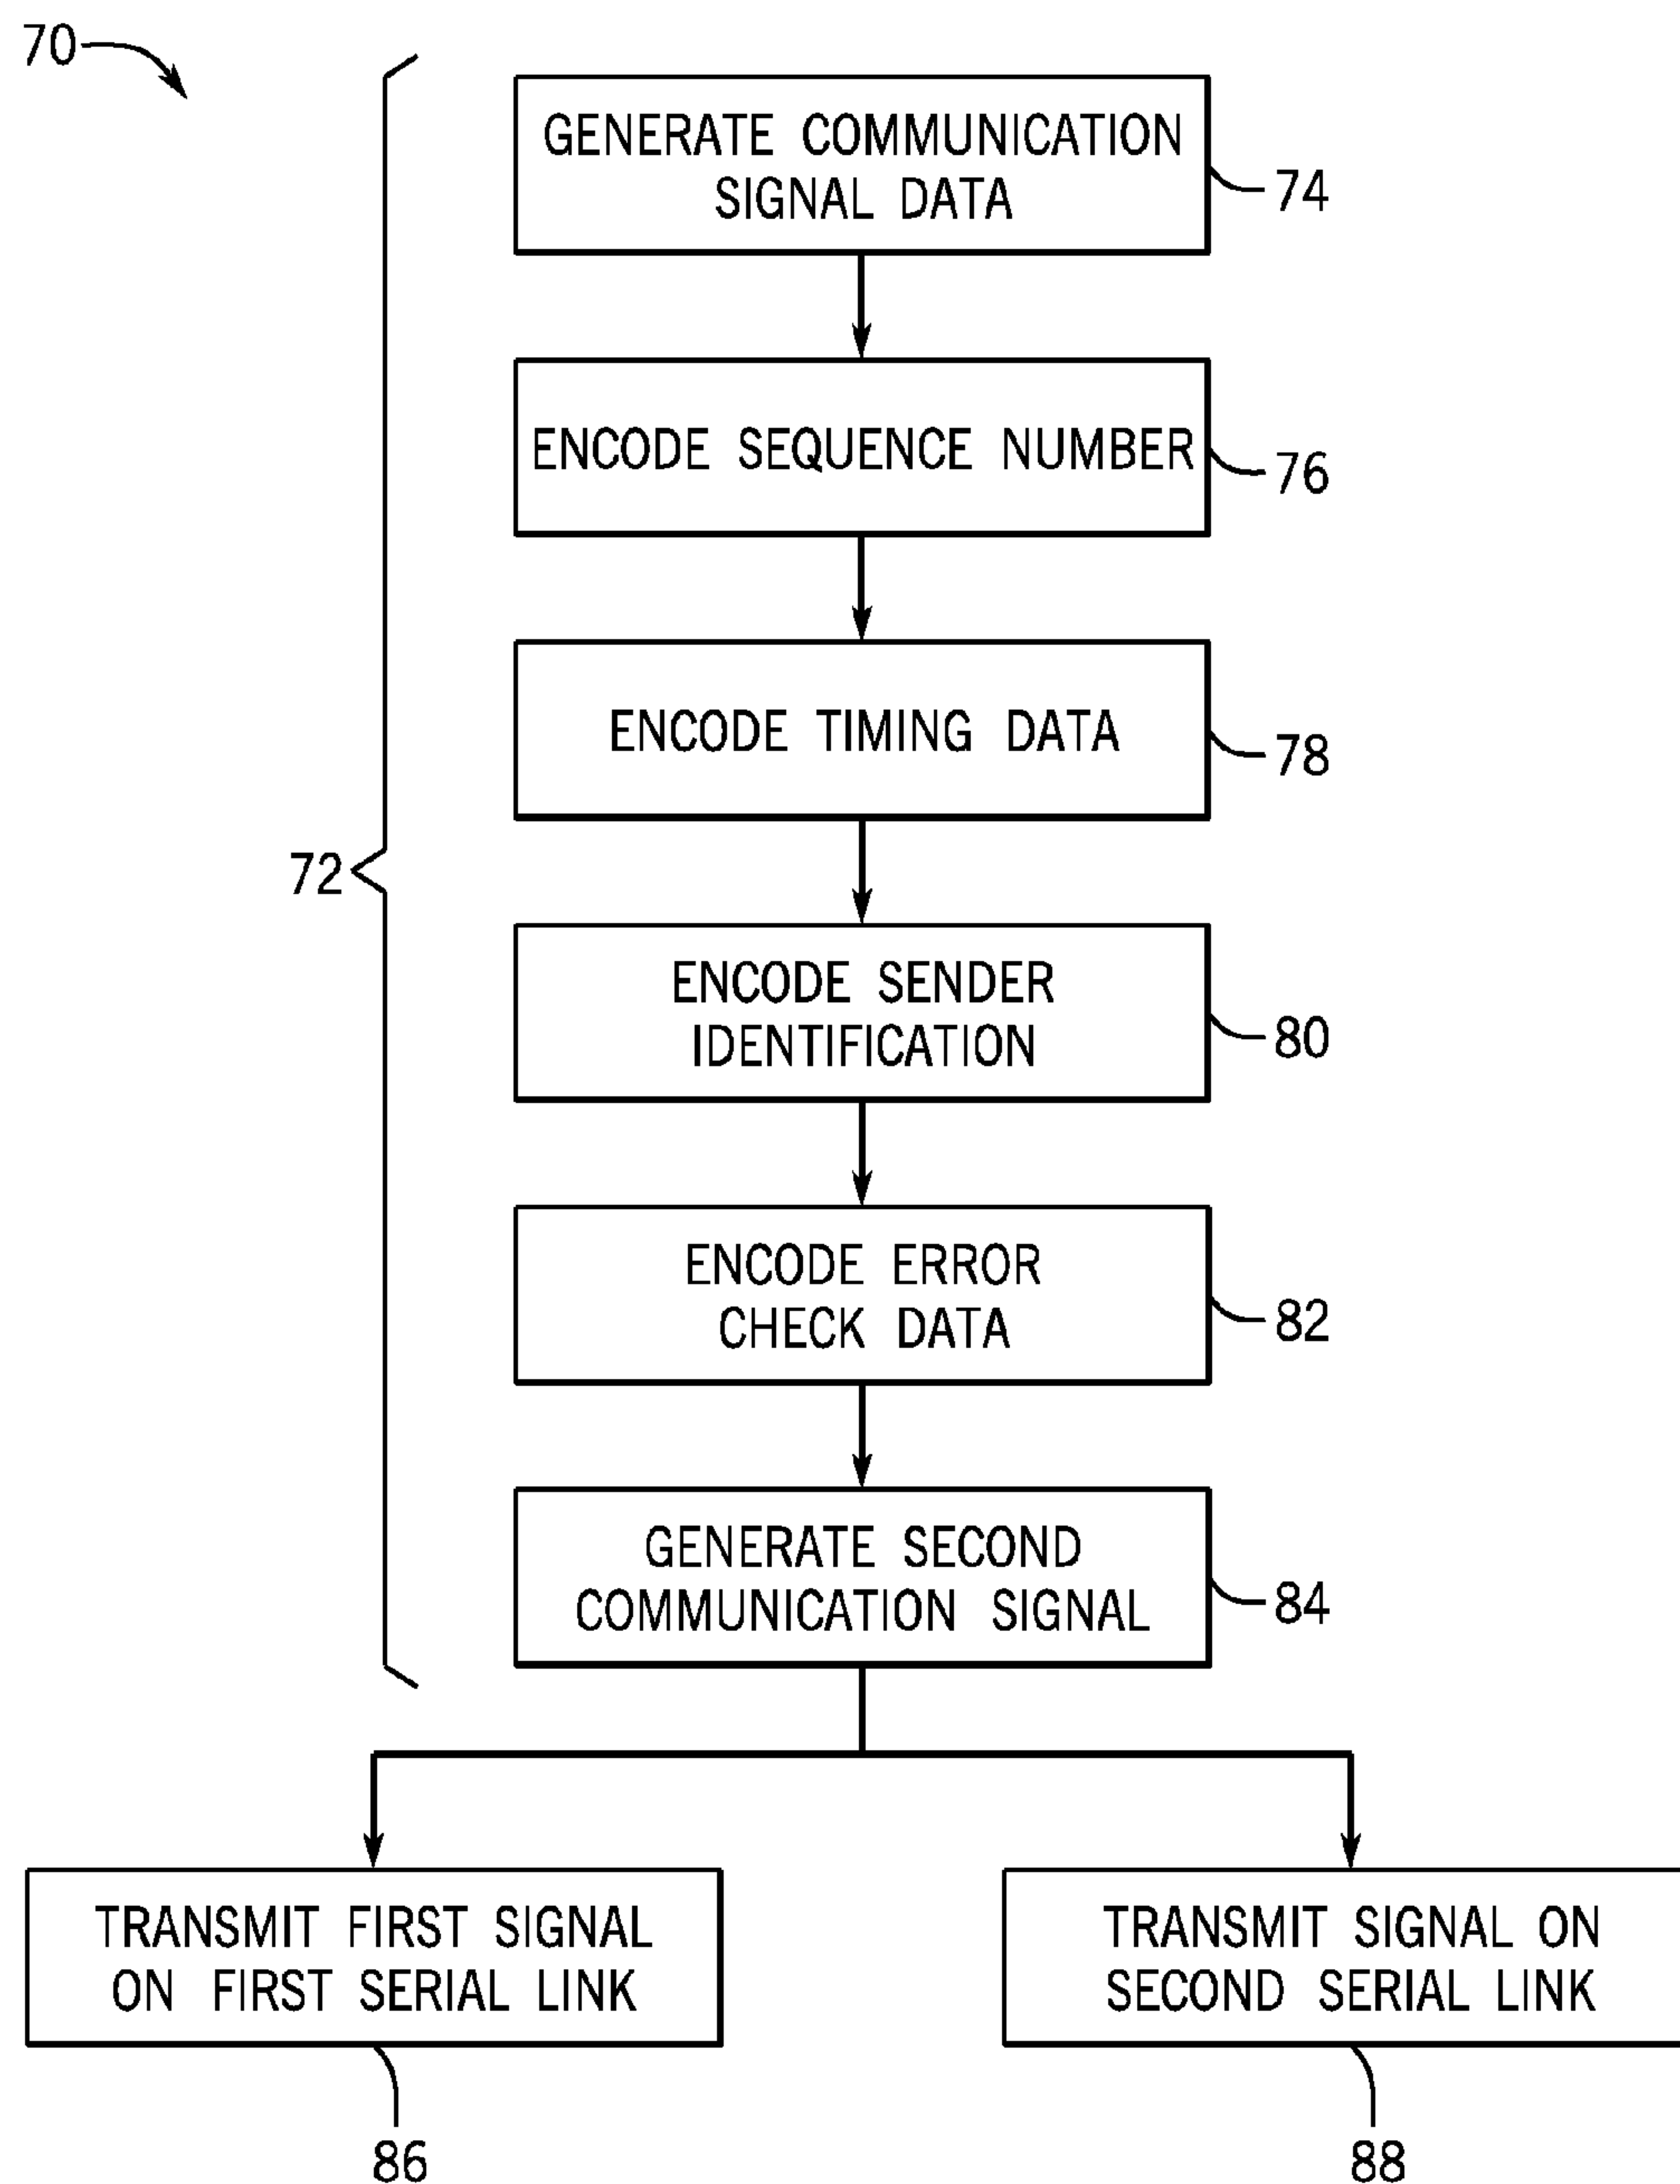 70
GENERATE COMMUNICATION
SIGNAL DATA
74
ENCODE SEQUENCE NUMBER
76
ENCODE TIMING DATA
78
72
ENCODE SENDER
IDENTIFICATION
80
ENCODE ERROR
CHECK DATA
82
GENERATE SECOND
COMMUNICATION SIGNAL
84
TRANSMIT FIRST SIGNAL
ON FIRST SERIAL LINK
86
TRANSMIT SIGNAL ON
SECOND SERIAL LINK
88